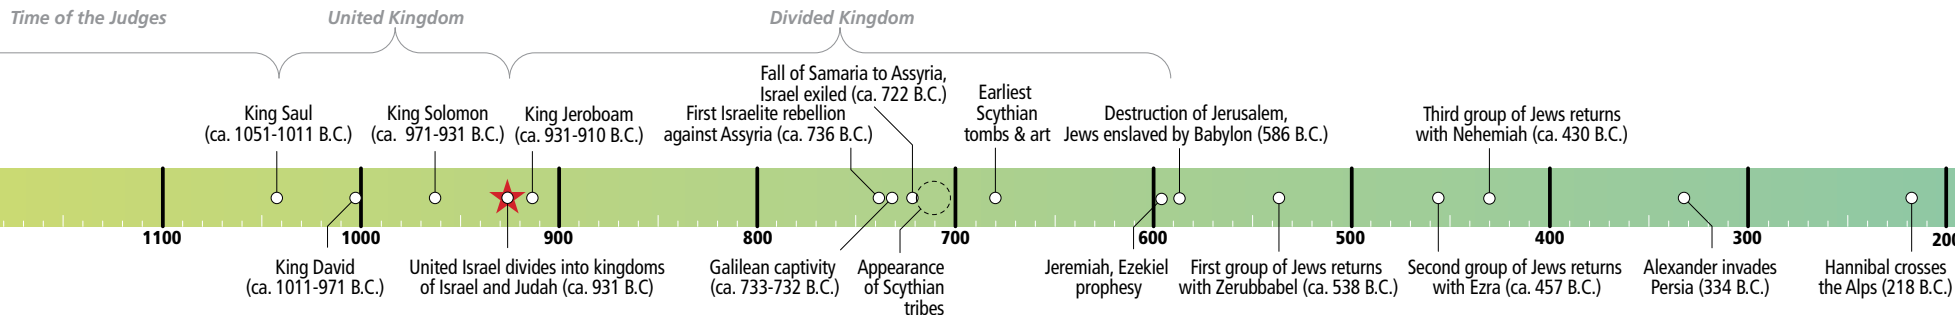 Time of the Judges
United Kingdom
Divided Kingdom
King Saul
(ca. 1051-1011 B.C.)
King Solomon
(ca. 971-931 B.C.)
King Jeroboam
(ca. 931-910 B.C.)
First Israelite rebellion
against Assyria (ca. 736 B.C.)
Fall of Samaria to Assyria,
Israel exiled (ca. 722 B.C.)
Earliest
Scythian
tombs & art
Destruction of Jerusalem,
Jews enslaved by Babylon (586 B.C.)
Third group of Jews returns
with Nehemiah (ca. 430 B.C.)
1100
1000
900
800
700
600
500
400
300
200
King David
(ca. 1011-971 B.C.)
United Israel divides into kingdoms
of Israel and Judah (ca. 931 B.C)
Galilean captivity
(ca. 733-732 B.C.)
Appearance
of Scythian
tribes
Jeremiah, Ezekiel
prophesy
First group of Jews returns
with Zerubbabel (ca. 538 B.C.)
Second group of Jews returns
with Ezra (ca. 457 B.C.)
Alexander invades
Persia (334 B.C.)
Hannibal crosses
the Alps (218 B.C.)